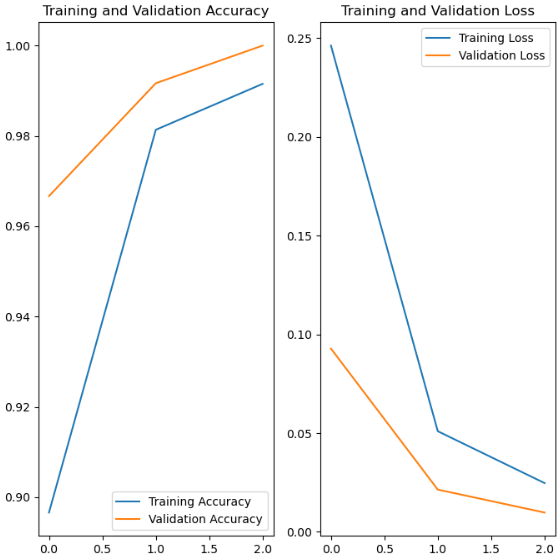 Training and Validation Accuracy
1.00
0.98
0.96
0.94
0.92
0.90
Training Accuracy
Validation Accuracy
0.0 0.5 1.0 1.5 2.0
Training and Validation Loss
0.25
0.20
0.15
0.10
0.05
0.00
Training Loss
Validation Loss
0.0 0.5 1.0 1.5 2.0